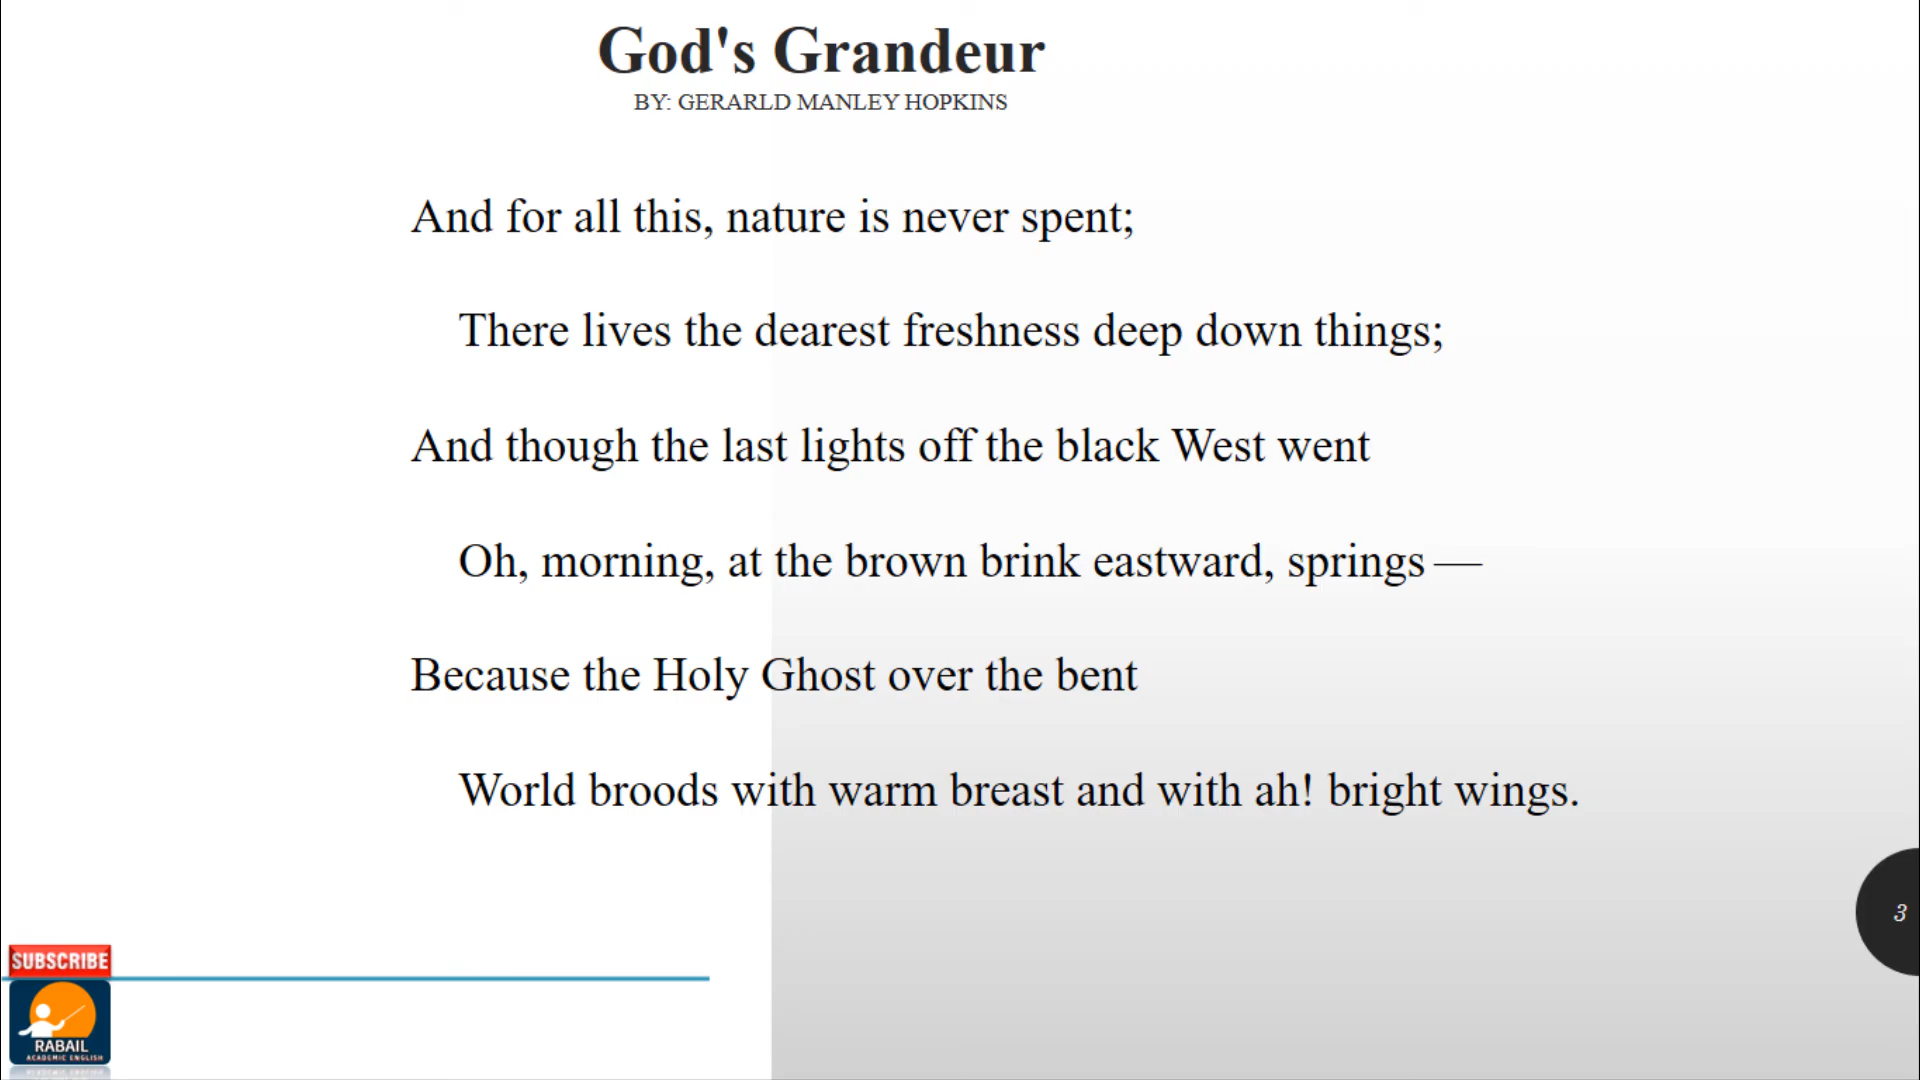 God's Grandeur
BY: GERARLD MANLEY HOPKINS
And for all this, nature is never spent;
There lives the dearest freshness deep down things;
And though the last lights off the black West went
Oh, morning, at the brown brink eastward, springs —
Because the Holy Ghost over the bent
World broods with warm breast and with ah! bright wings.
3
SUBSCRIBE
RABAIL
ACADEMIC ENGLISH